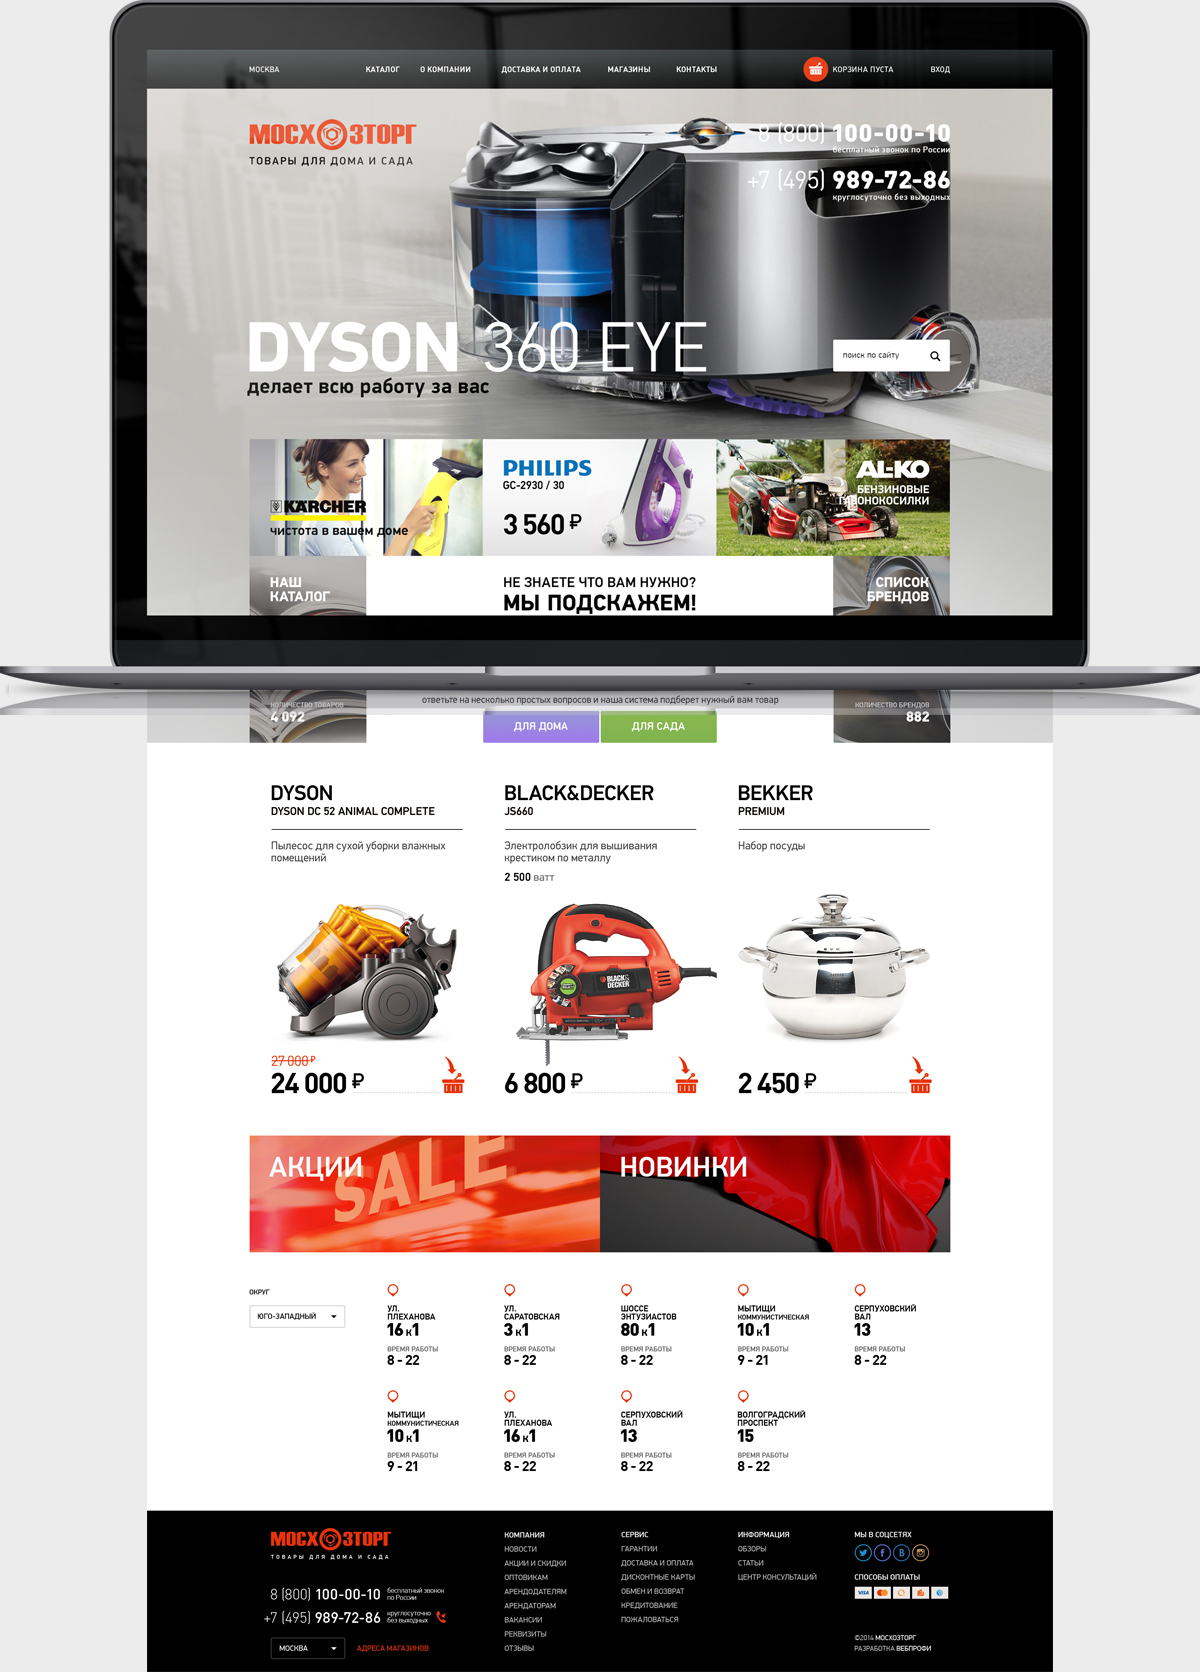 МОСКВА
КАТАЛОГ
О КОМПАНИИ
ДОСТАВКА И ОПЛАТА
МАГАЗИНЫ
КОНТАКТЫ
КОРЗИНА ПУСТА
ВХОД
МОСХОЗТОРГ
ТОВАРЫ ДЛЯ ДОМА И САДА
8 (800) 100-00-10
бесплатный звонок по России
+7 (495) 989-72-86
круглосуточно без выходных
DYSON 360 EYE
делает всю работу за вас
поиск по сайту
KÄRCHER
чистота в вашем доме
PHILIPS
GC-2930 / 30
3 560 ₽
AL-KO
БЕНЗИНОВЫЕ
ГАЗОНОКОСИЛКИ
НАШ
КАТАЛОГ
НЕ ЗНАЕТЕ ЧТО ВАМ НУЖНО?
МЫ ПОДСКАЖЕМ!
СПИСОК
БРЕНДОВ
КОЛИЧЕСТВО ТОВАРОВ
4 092
ответьте на несколько простых вопросов и наша система подберет нужный вам товар
ДЛЯ ДОМА
ДЛЯ САДА
КОЛИЧЕСТВО БРЕНДОВ
882
DYSON
DYSON DC 52 ANIMAL COMPLETE
Пылесос для сухой уборки влажных
помещений
27 000 ₽
24 000 ₽
BLACK&DECKER
JS660
Электролобзик для вышивания
крестиком по металлу
2 500 ватт
BLACK&
DECKER
6 800 ₽
BEKKER
PREMIUM
Набор посуды
2 450 ₽
АКЦИИ
SALE
НОВИНКИ
ОКРУГ
ЮГО-ЗАПАДНЫЙ
УЛ.
ПЛЕХАНОВА
16 к1
ВРЕМЯ РАБОТЫ
8 - 22
УЛ.
САРАТОВСКАЯ
3 к1
ВРЕМЯ РАБОТЫ
8 - 22
ШОССЕ
ЭНТУЗИАСТОВ
80 к1
ВРЕМЯ РАБОТЫ
8 - 22
МЫТИЩИ
КОММУНИСТИЧЕСКАЯ
10 к1
ВРЕМЯ РАБОТЫ
9 - 21
СЕРПУХОВСКИЙ
ВАЛ
13
ВРЕМЯ РАБОТЫ
8 - 22
МЫТИЩИ
КОММУНИСТИЧЕСКАЯ
10 к1
ВРЕМЯ РАБОТЫ
9 - 21
УЛ.
ПЛЕХАНОВА
16 к1
ВРЕМЯ РАБОТЫ
8 - 22
СЕРПУХОВСКИЙ
ВАЛ
13
ВРЕМЯ РАБОТЫ
8 - 22
ВОЛГОГРАДСКИЙ
ПРОСПЕКТ
15
ВРЕМЯ РАБОТЫ
8 - 22
МОСХОЗТОРГ
ТОВАРЫ ДЛЯ ДОМА И САДА
8 (800) 100-00-10
бесплатный звонок
по России
+7 (495) 989-72-86
круглосуточно
без выходных
МОСКВА
АДРЕСА МАГАЗИНОВ
КОМПАНИЯ
НОВОСТИ
АКЦИИ И СКИДКИ
ОПТОВИКАМ
АРЕНДОДАТЕЛЯМ
АРЕНДАТОРАМ
ВАКАНСИИ
РЕКВИЗИТЫ
ОТЗЫВЫ
СЕРВИС
ГАРАНТИИ
ДОСТАВКА И ОПЛАТА
ДИСКОНТНЫЕ КАРТЫ
ОБМЕН И ВОЗВРАТ
КРЕДИТОВАНИЕ
ПОЖАЛОВАТЬСЯ
ИНФОРМАЦИЯ
ОБЗОРЫ
СТАТЬИ
ЦЕНТР КОНСУЛЬТАЦИЙ
МЫ В СОЦСЕТЯХ
СПОСОБЫ ОПЛАТЫ
VISA
©2014 МОСХОЗТОРГ
РАЗРАБОТКА ВЕБПРОФИ